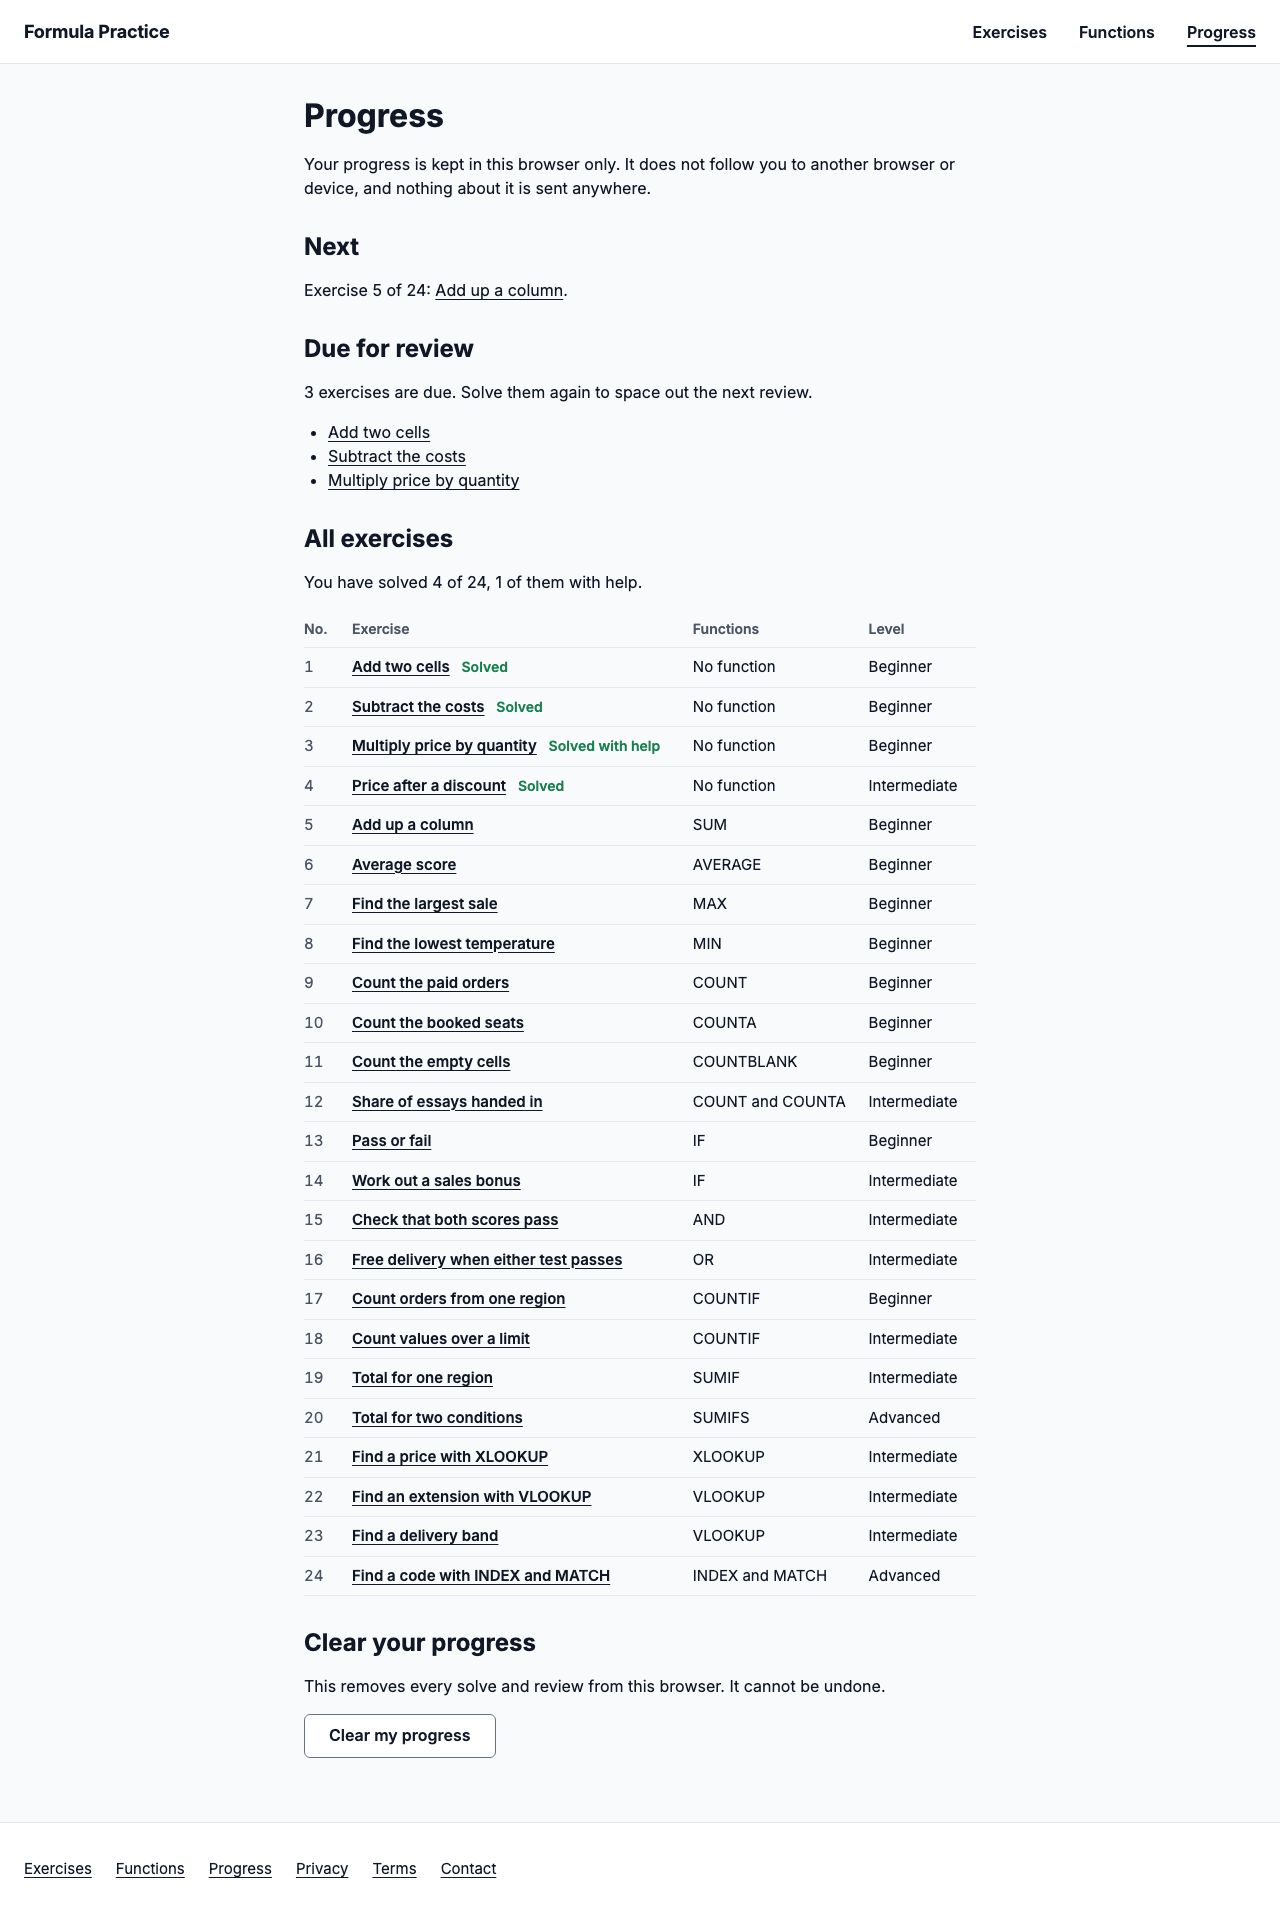 Formula Practice
Exercises Functions Progress
Progress
Your progress is kept in this browser only. It does not follow you to another browser or
device, and nothing about it is sent anywhere.
Next
Exercise 5 of 24: Add up a column.
Due for review
3 exercises are due. Solve them again to space out the next review.
• Add two cells
• Subtract the costs
• Multiply price by quantity
All exercises
You have solved 4 of 24, 1 of them with help.
No. Exercise Functions Level
1 Add two cells Solved No function Beginner
2 Subtract the costs Solved No function Beginner
3 Multiply price by quantity Solved with help No function Beginner
4 Price after a discount Solved No function Intermediate
5 Add up a column SUM Beginner
6 Average score AVERAGE Beginner
7 Find the largest sale MAX Beginner
8 Find the lowest temperature MIN Beginner
9 Count the paid orders COUNT Beginner
10 Count the booked seats COUNTA Beginner
11 Count the empty cells COUNTBLANK Beginner
12 Share of essays handed in COUNT and COUNTA Intermediate
13 Pass or fail IF Beginner
14 Work out a sales bonus IF Intermediate
15 Check that both scores pass AND Intermediate
16 Free delivery when either test passes OR Intermediate
17 Count orders from one region COUNTIF Beginner
18 Count values over a limit COUNTIF Intermediate
19 Total for one region SUMIF Intermediate
20 Total for two conditions SUMIFS Advanced
21 Find a price with XLOOKUP XLOOKUP Intermediate
22 Find an extension with VLOOKUP VLOOKUP Intermediate
23 Find a delivery band VLOOKUP Intermediate
24 Find a code with INDEX and MATCH INDEX and MATCH Advanced
Clear your progress
This removes every solve and review from this browser. It cannot be undone.
Clear my progress
Exercises Functions Progress Privacy Terms Contact